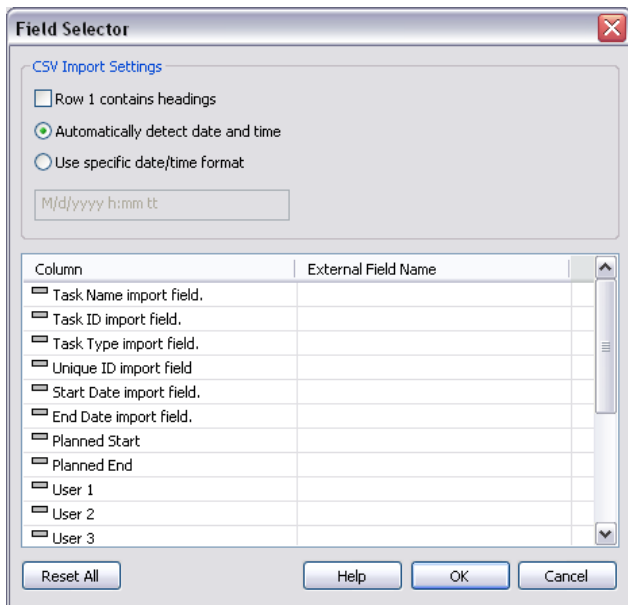 Field Selector
CSV Import Settings
Row 1 contains headings
Automatically detect date and time
Use specific date/time format
M/d/yyyy h:mm tt
Column External Field Name
Task Name import field.
Task ID import field.
Task Type import field.
Unique ID import field
Start Date import field.
End Date import field.
Planned Start
Planned End
User 1
User 2
User 3
Reset All Help OK Cancel